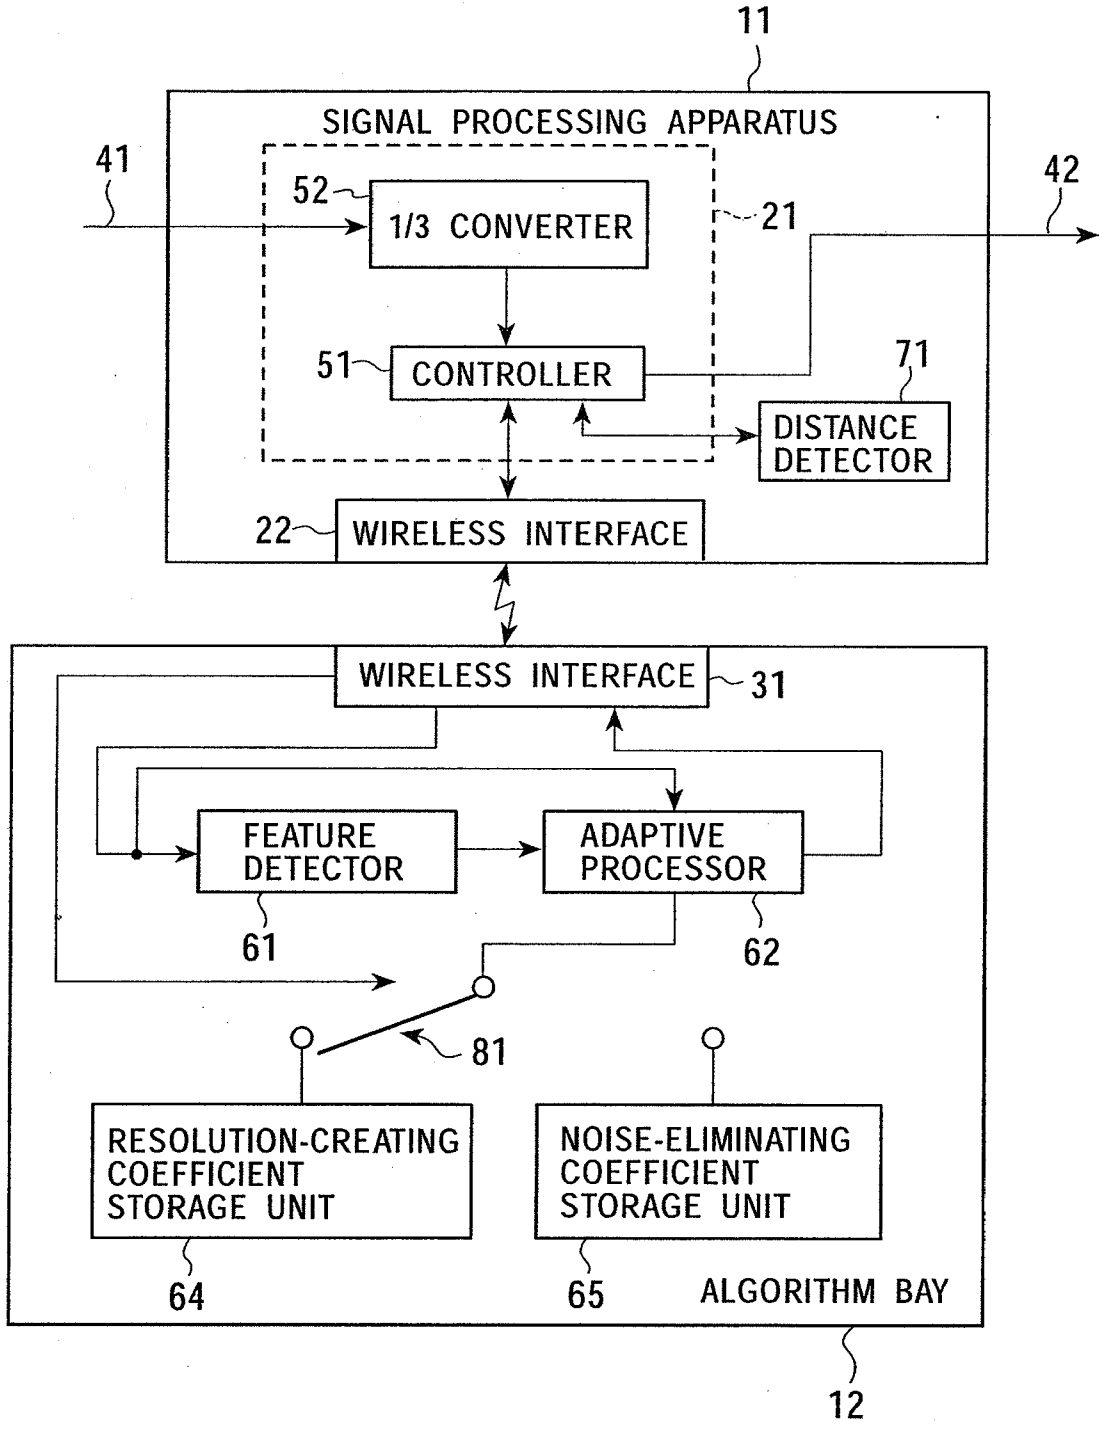 11
SIGNAL PROCESSING APPARATUS
41
42
52
1/3 CONVERTER
21
51
CONTROLLER
71
DISTANCE
DETECTOR
22
WIRELESS INTERFACE
WIRELESS INTERFACE
31
FEATURE
DETECTOR
ADAPTIVE
PROCESSOR
61
62
81
RESOLUTION-CREATING
COEFFICIENT
STORAGE UNIT
NOISE-ELIMINATING
COEFFICIENT
STORAGE UNIT
64
65
ALGORITHM BAY
12